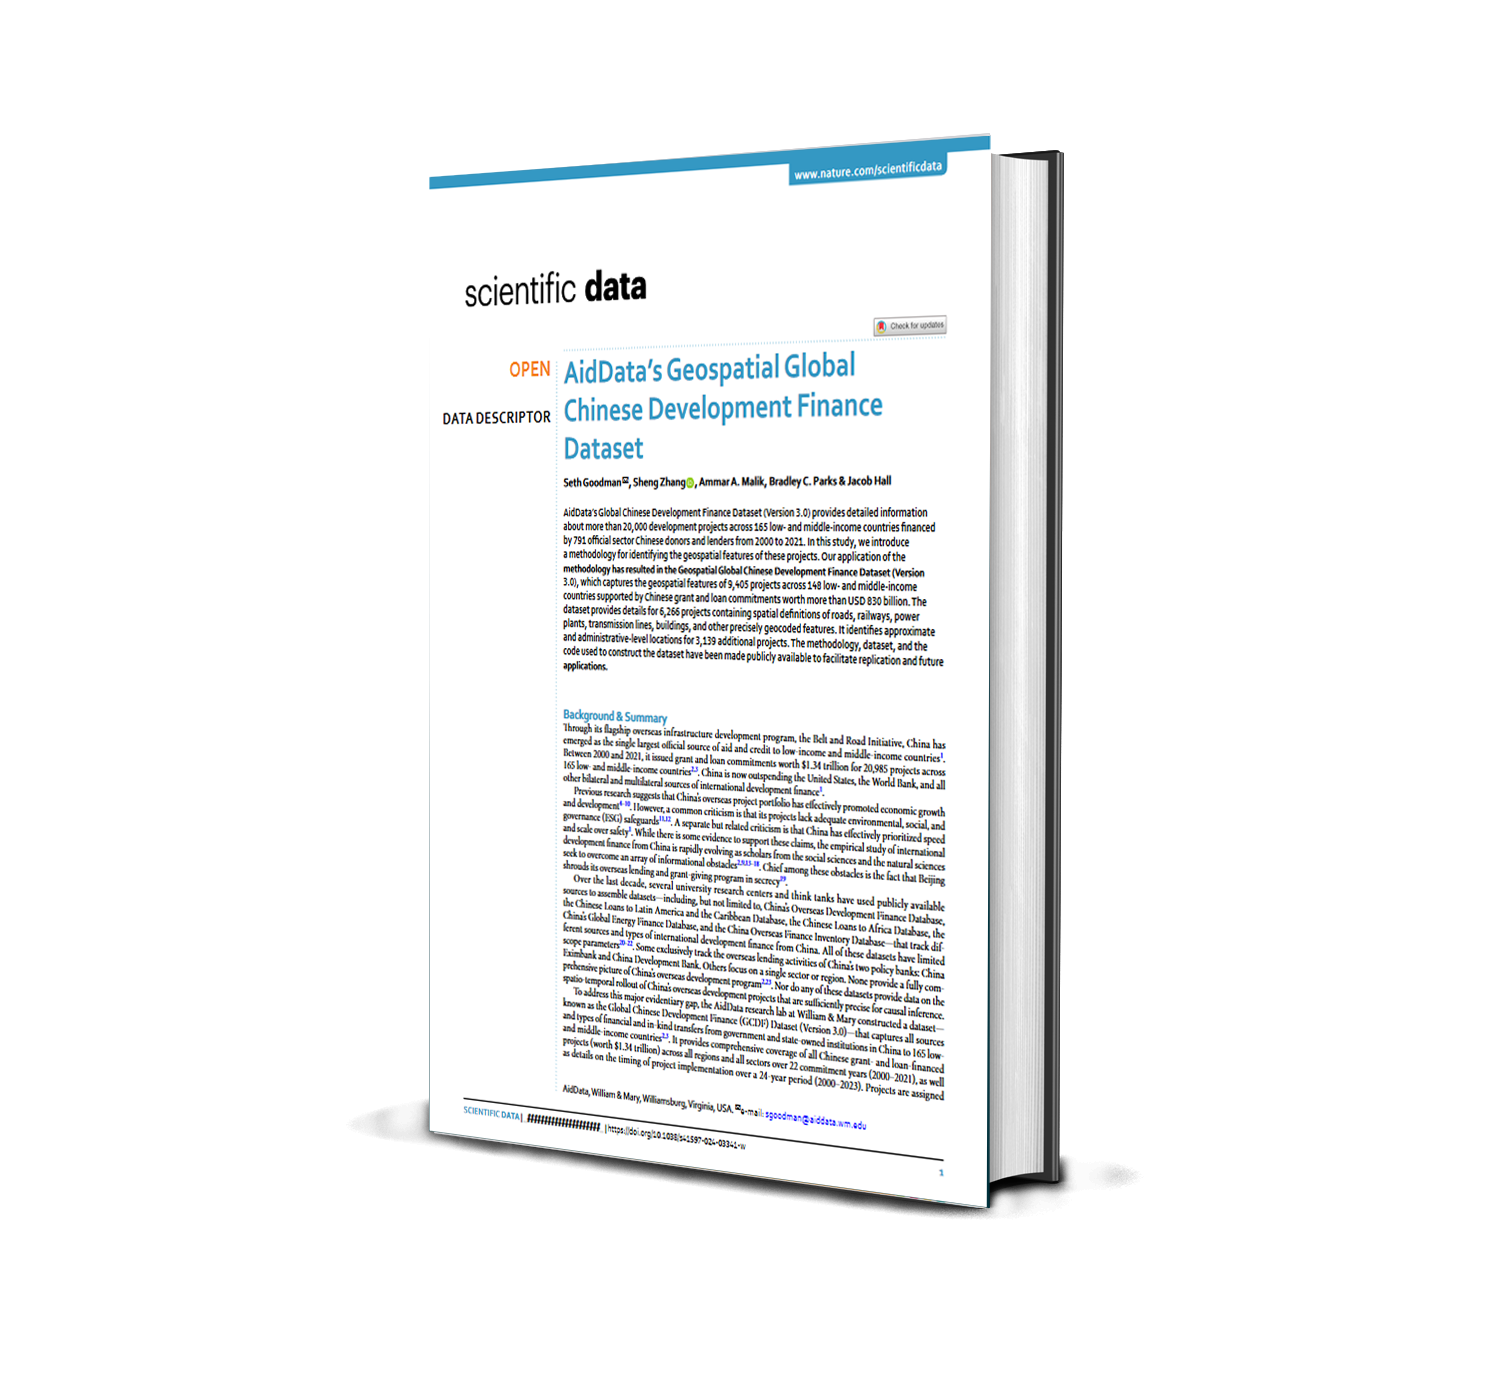 www.nature.com/scientificdata
scientific data
Check for updates
OPEN
DATA DESCRIPTOR
AidData's Geospatial Global
Chinese Development Finance
Dataset
Seth Goodman, Sheng Zhang, Ammar A. Malik, Bradley C. Parks & Jacob Hall
AidData's Global Chinese Development Finance Dataset (Version 3.0) provides detailed information
about more than 20,000 development projects across 165 low- and middle-income countries financed
by 791 official sector Chinese donors and lenders from 2000 to 2021. In this study, we introduce
a methodology for identifying the geospatial features of these projects. Our application of the
methodology has resulted in the Geospatial Global Chinese Development Finance Dataset (Version
3.0), which captures the geospatial features of 9,405 projects across 148 low- and middle-income
countries supported by Chinese grant and loan commitments worth more than USD 830 billion. The
dataset provides details for 6,266 projects containing spatial definitions of roads, railways, power
plants, transmission lines, buildings, and other precisely geocoded features. It identifies approximate
and administrative-level locations for 3,139 additional projects. The methodology, dataset, and the
code used to construct the dataset have been made publicly available to facilitate replication and future
applications.
Background & Summary
Through its flagship overseas infrastructure development program, the Belt and Road Initiative, China has
emerged as the single largest official source of aid and credit to low-income and middle-income countries1.
Between 2000 and 2021, it issued grant and loan commitments worth $1.34 trillion for 20,985 projects across
165 low- and middle-income countries2,3. China is now outspending the United States, the World Bank, and all
other bilateral and multilateral sources of international development finance1.
Previous research suggests that China's overseas project portfolio has effectively promoted economic growth
and development4–10. However, a common criticism is that its projects lack adequate environmental, social, and
governance (ESG) safeguards11,12. A separate but related criticism is that China has effectively prioritized speed
and scale over safety1. While there is some evidence to support these claims, the empirical study of international
development finance from China is rapidly evolving as scholars from the social sciences and the natural sciences
seek to overcome an array of informational obstacles2,9,13–18. Chief among these obstacles is the fact that Beijing
shrouds its overseas lending and grant-giving program in secrecy19.
Over the last decade, several university research centers and think tanks have used publicly available
sources to assemble datasets—including, but not limited to, China's Overseas Development Finance Database,
the Chinese Loans to Latin America and the Caribbean Database, the Chinese Loans to Africa Database, the
China's Global Energy Finance Database, and the China Overseas Finance Inventory Database—that track dif-
ferent sources and types of international development finance from China. All of these datasets have limited
scope parameters20–22. Some exclusively track the overseas lending activities of China's two policy banks: China
Eximbank and China Development Bank. Others focus on a single sector or region. None provide a fully com-
prehensive picture of China's overseas development program2,23. Nor do any of these datasets provide data on the
spatio-temporal rollout of China's overseas development projects that are sufficiently precise for causal inference.
To address this major evidentiary gap, the AidData research lab at William & Mary constructed a dataset—
known as the Global Chinese Development Finance (GCDF) Dataset (Version 3.0)—that captures all sources
and types of financial and in-kind transfers from government and state-owned institutions in China to 165 low-
and middle-income countries2,3. It provides comprehensive coverage of all Chinese grant- and loan-financed
projects (worth $1.34 trillion) across all regions and all sectors over 22 commitment years (2000–2021), as well
as details on the timing of project implementation over a 24-year period (2000–2023). Projects are assigned
AidData, William & Mary, Williamsburg, Virginia, USA. e-mail: sgoodman@aiddata.wm.edu
SCIENTIFIC DATA | #################### | https://doi.org/10.1038/s41597-024-03341-w
1